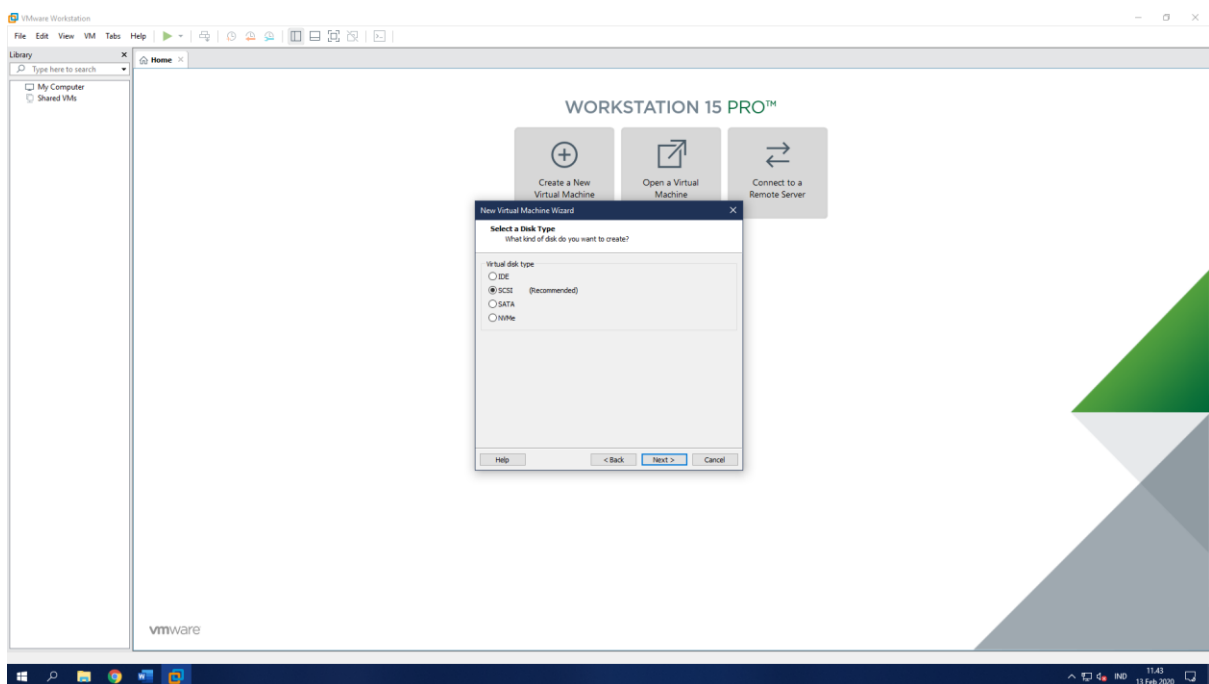 VMware Workstation
File Edit View VM Tabs Help
Library
Type here to search
My Computer
Shared VMs
Home
WORKSTATION 15 PRO™
Create a New
Virtual Machine
Open a Virtual
Machine
Connect to a
Remote Server
New Virtual Machine Wizard
Select a Disk Type
What kind of disk do you want to create?
Virtual disk type
IDE
SCSI (Recommended)
SATA
NVMe
Help < Back Next > Cancel
vmware
IND 11.43
13 Feb 2020